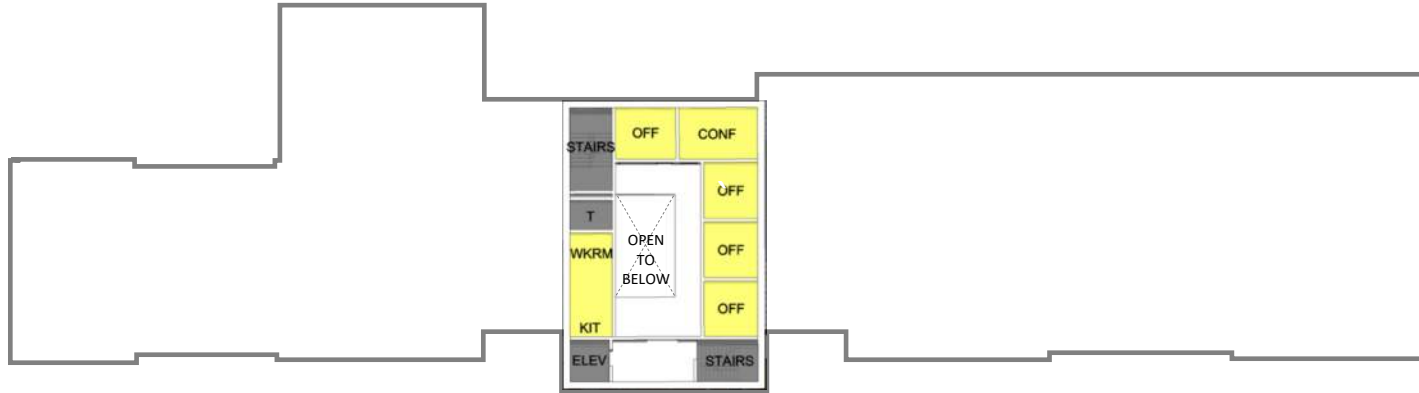 OFF
CONF
STAIRS
OFF
T
OPEN
TO
BELOW
WKRM
OFF
OFF
KIT
ELEV
STAIRS